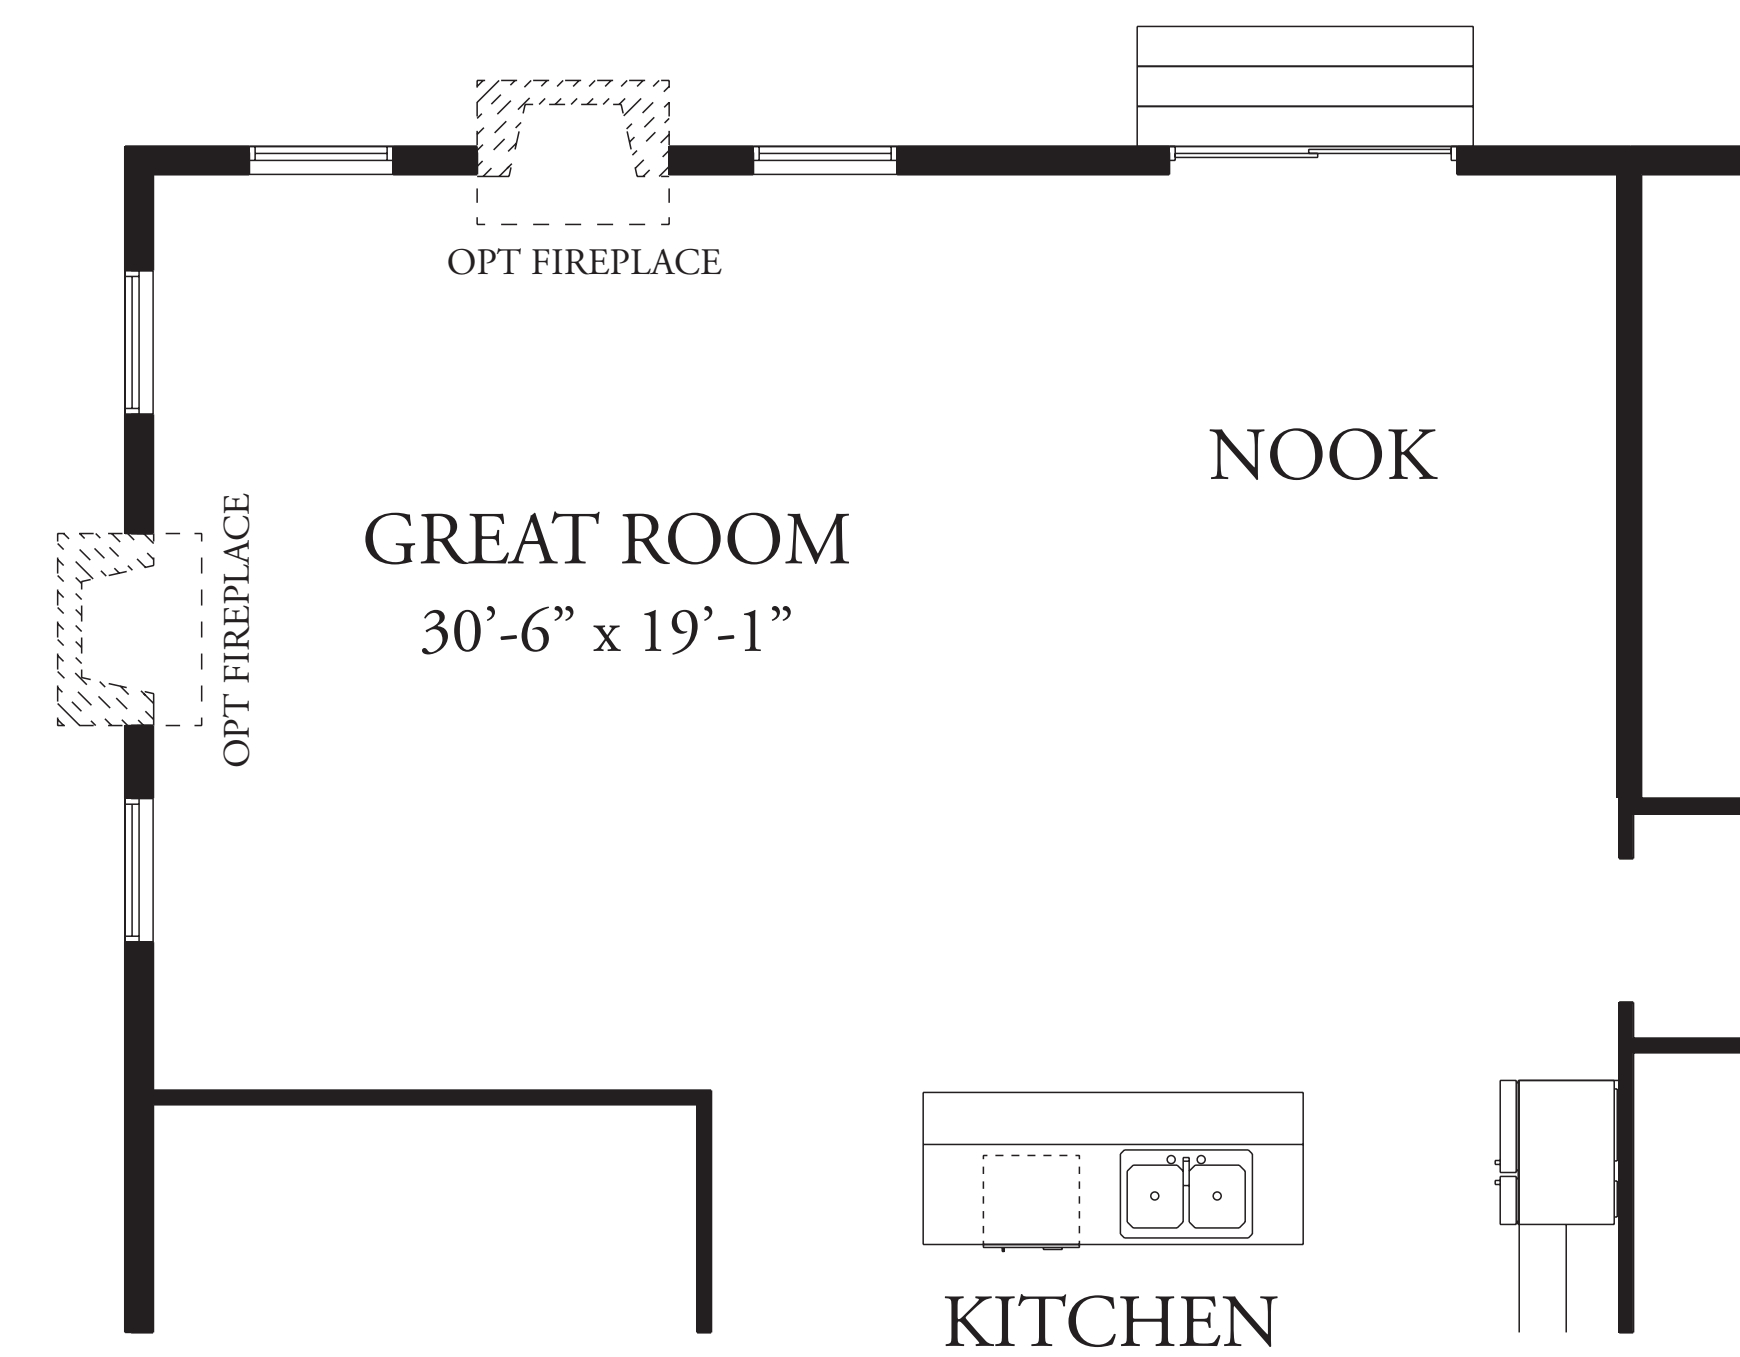 OPT FIREPLACE
NOOK
OPT FIREPLACE
GREAT ROOM
30’-6” x 19’-1”
KITCHEN